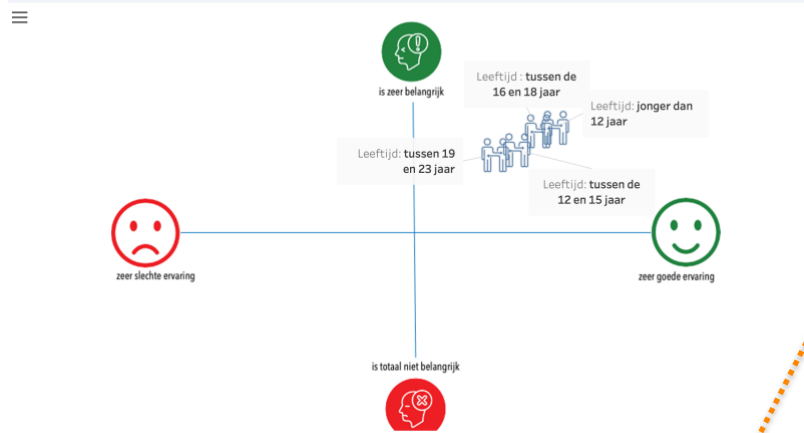 is zeer belangrijk
Leeftijd : tussen de
16 en 18 jaar
Leeftijd: jonger dan
12 jaar
Leeftijd: tussen 19
en 23 jaar
Leeftijd: tussen de
12 en 15 jaar
zeer slechte ervaring
zeer goede ervaring
is totaal niet belangrijk